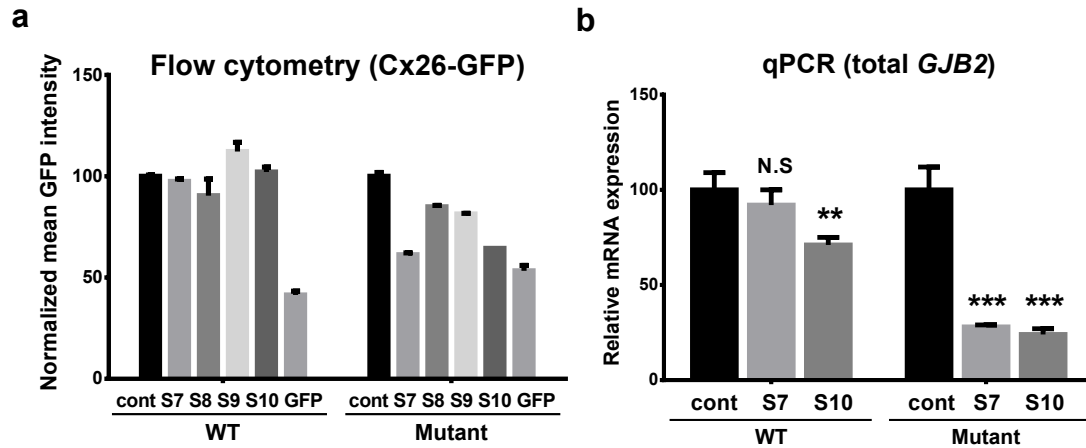 a
Flow cytometry (Cx26-GFP)
Normalized mean GFP intensity
150
100
50
0
cont S7 S8 S9 S10 GFP
cont S7 S8 S9 S10 GFP
WT
Mutant
b
qPCR (total GJB2)
Relative mRNA expression
150
100
50
0
N.S
**
*** ***
cont S7 S10
cont S7 S10
WT
Mutant